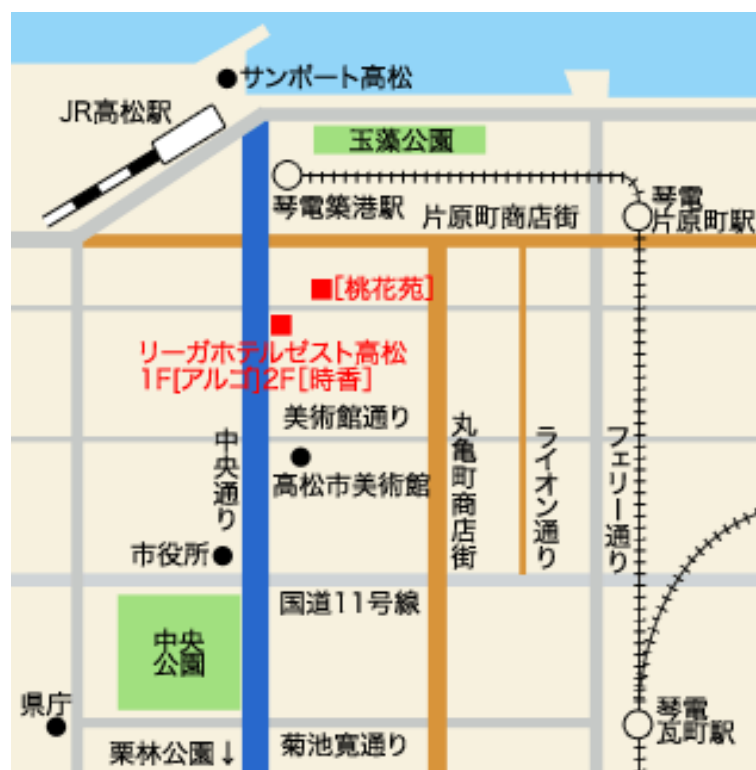 サンポート高松
JR高松駅
玉藻公園
琴電築港駅
片原町商店街
琴電
片原町駅
[桃花苑]
リーガホテルゼスト高松
1F[アルゴ]2F[時香]
美術館通り
中央通り
高松市美術館
丸亀町商店街
ライオン通り
フェリー通り
市役所
国道11号線
中央
公園
県庁
栗林公園↓
菊池寛通り
琴電
瓦町駅